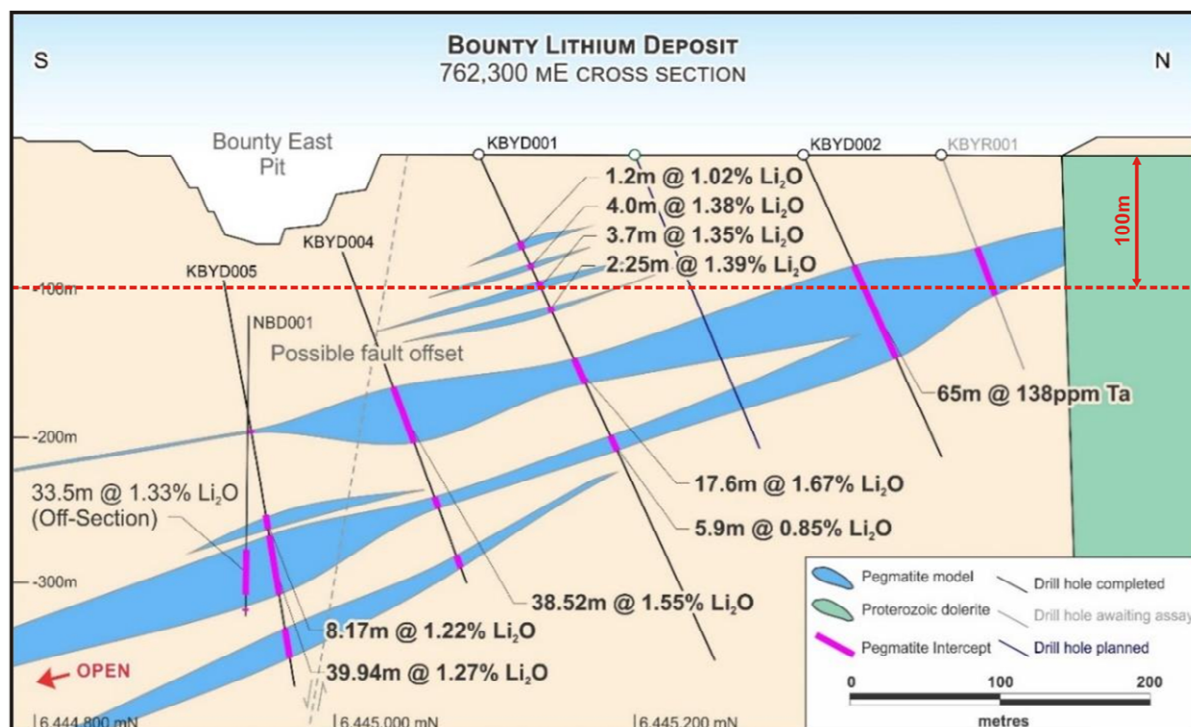 BOUNTY LITHIUM DEPOSIT
762,300 ME CROSS SECTION
S
N
Bounty East
Pit
KBYD001
KBYD002
KBYR001
1.2m @ 1.02% Li₂O
4.0m @ 1.38% Li₂O
3.7m @ 1.35% Li₂O
2.25m @ 1.39% Li₂O
100m
KBYD004
KBYD005
-100m
NBD001
Possible fault offset
65m @ 138ppm Ta
-200m
33.5m @ 1.33% Li₂O
(Off-Section)
17.6m @ 1.67% Li₂O
5.9m @ 0.85% Li₂O
-300m
38.52m @ 1.55% Li₂O
8.17m @ 1.22% Li₂O
39.94m @ 1.27% Li₂O
OPEN
Pegmatite model
Drill hole completed
Proterozoic dolerite
Drill hole awaiting assay
Pegmatite Intercept
Drill hole planned
0 100 200
metres
6,444,800 mN
6,445,000 mN
6,445,200 mN